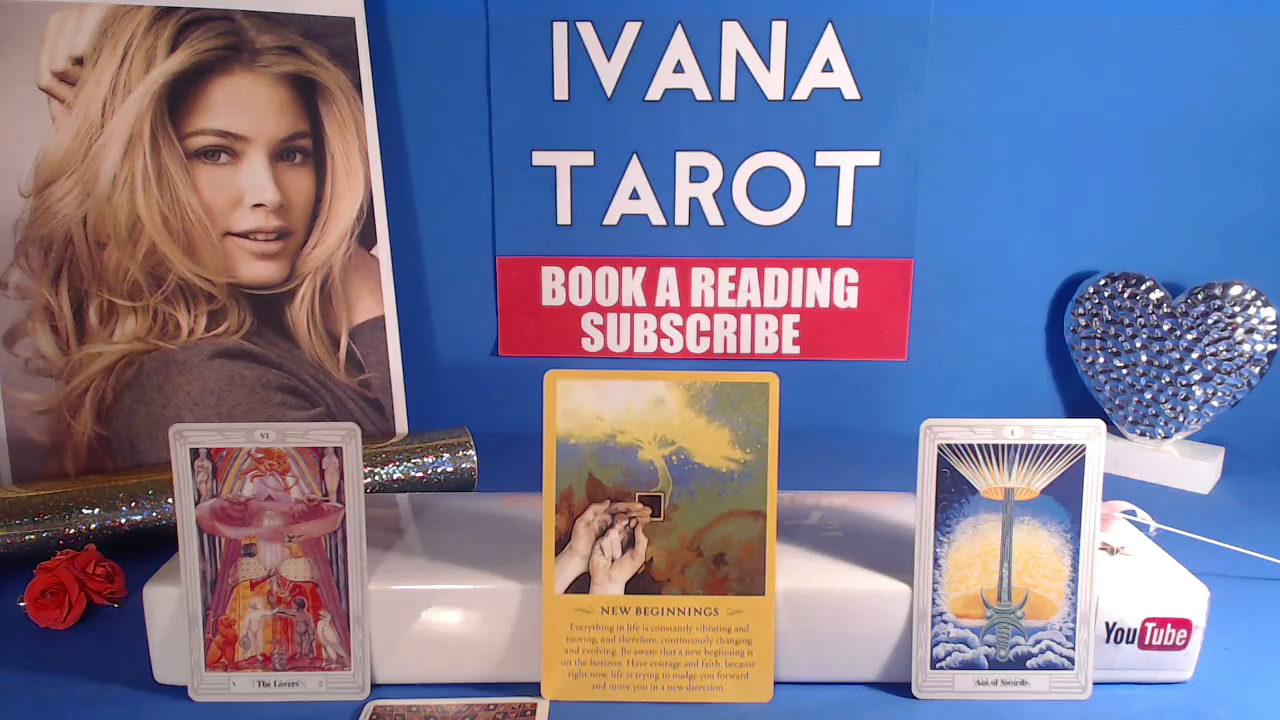 IVANA
TAROT
BOOK A READING
SUBSCRIBE
VI
The Lovers
NEW BEGINNINGS
Everything in life is constantly vibrating and
moving, and therefore, continuously changing
and evolving. Be aware that a new beginning is
on the horizon. Have courage and faith, because
right now, life is trying to nudge you forward
and move you in a new direction.
I
Ace of Swords
YouTube